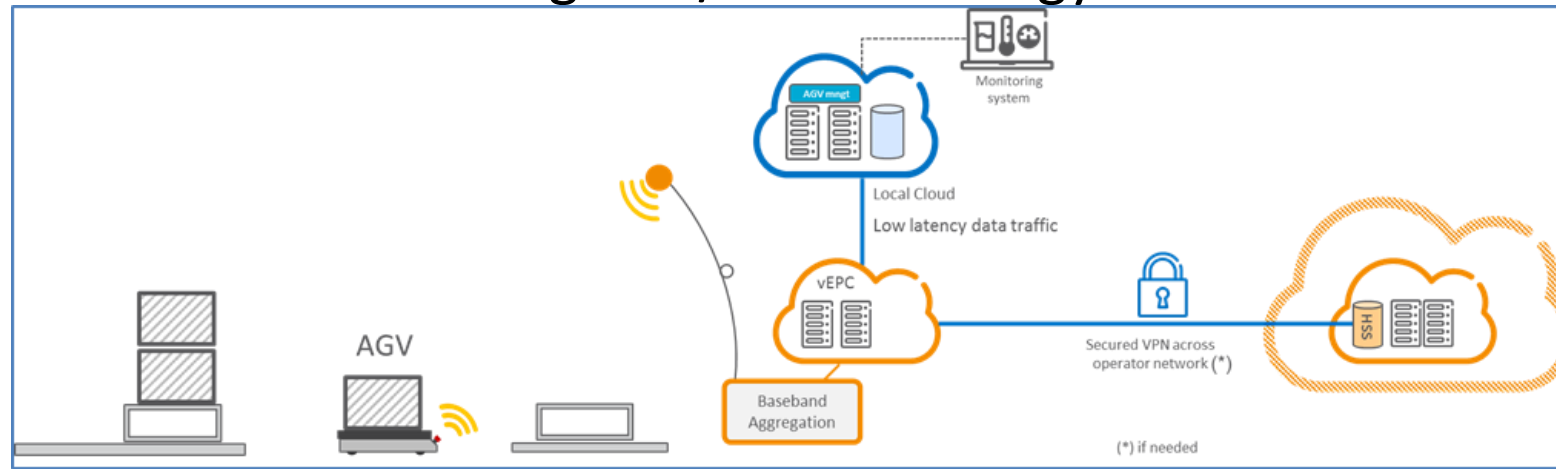 Monitoring
system
AGV mngt
Local Cloud
Low latency data traffic
vEPC
AGV
HSS
Secured VPN across
operator network (*)
Baseband
Aggregation
(*) if needed